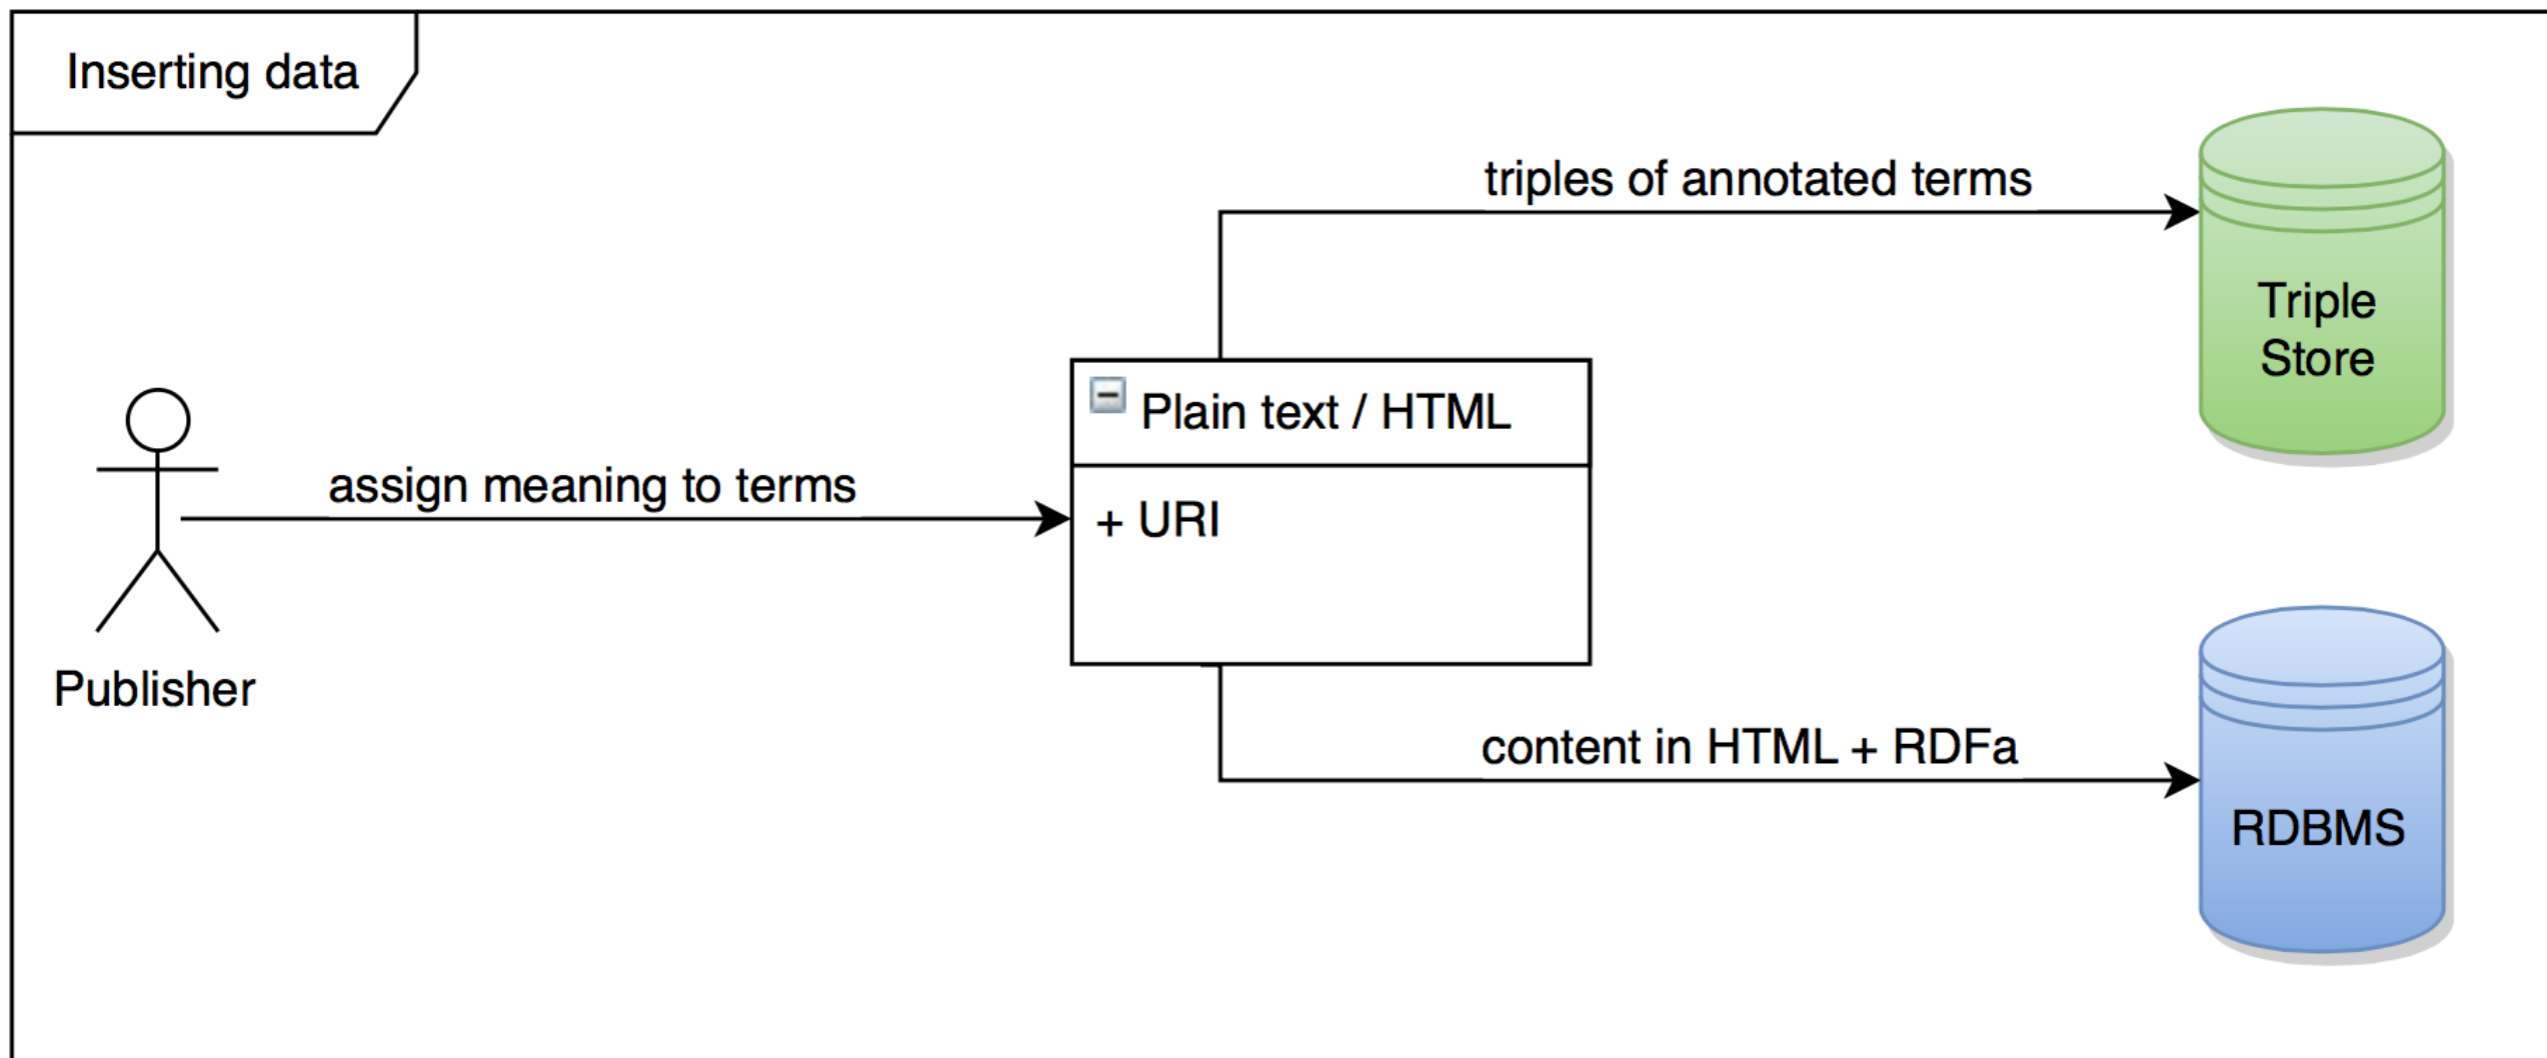 Inserting data
triples of annotated terms
Triple
Store
Plain text / HTML
assign meaning to terms
+ URI
Publisher
content in HTML + RDFa
RDBMS